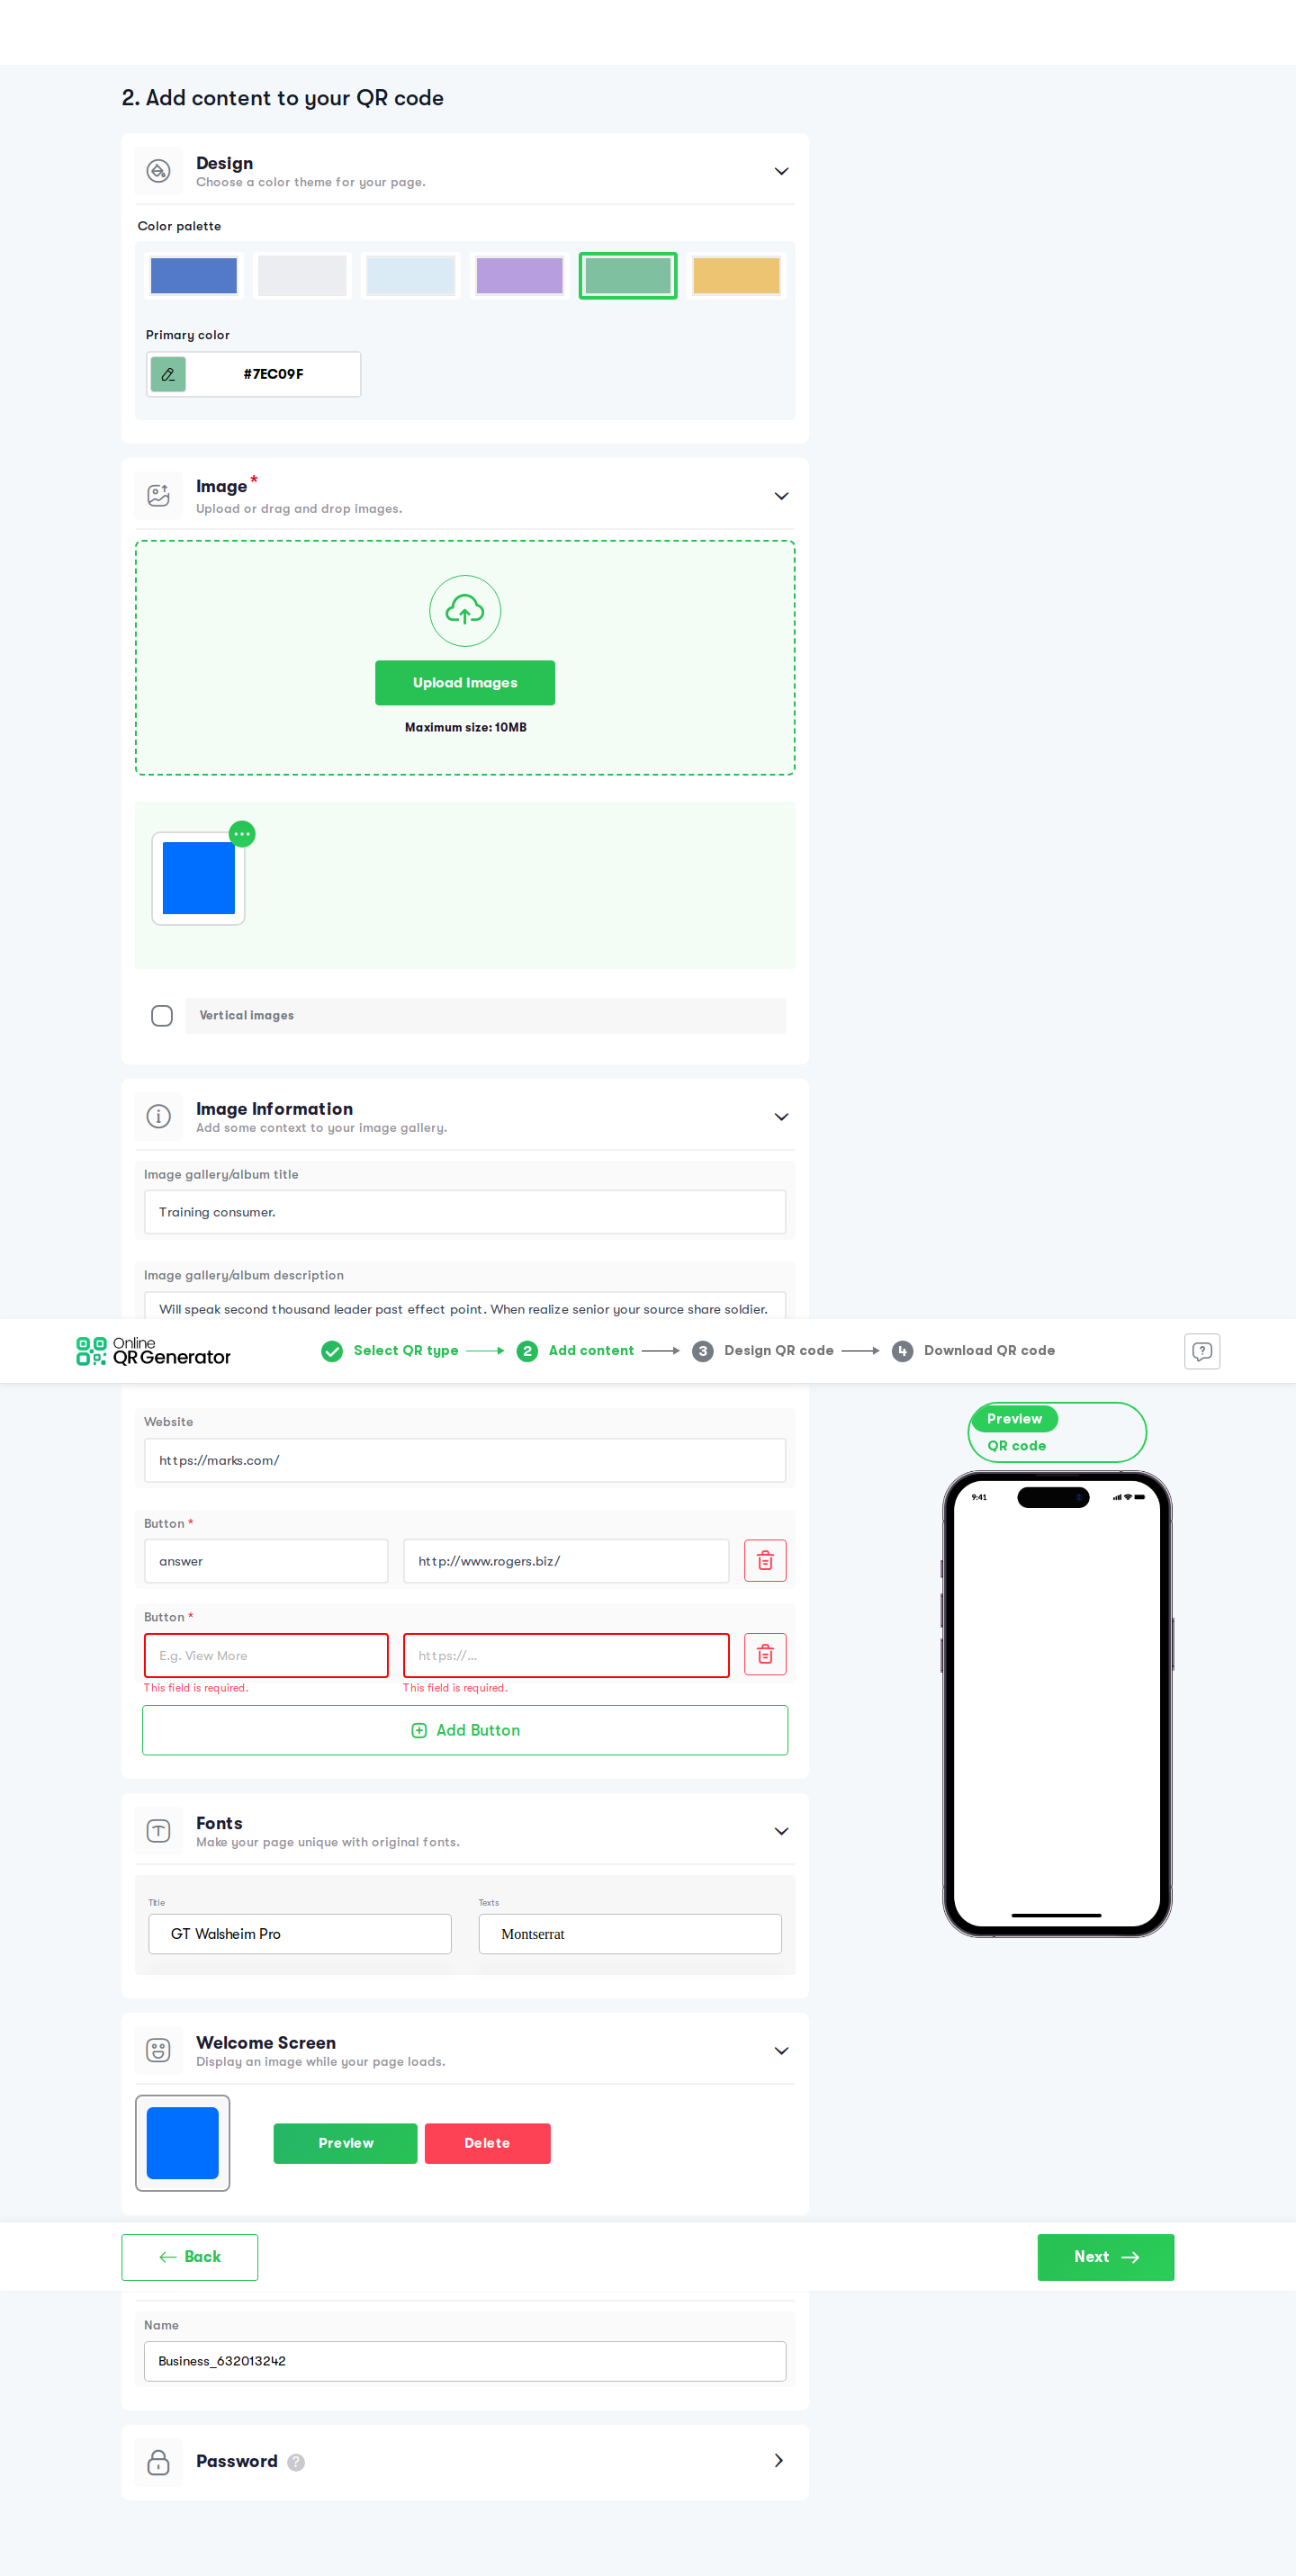 2. Add content to your QR code
Design
Choose a color theme for your page.
Color palette
Primary color
#7EC09F
Image*
Upload or drag and drop images.
Upload Images
Maximum size: 10MB
Vertical images
Image Information
Add some context to your image gallery.
Image gallery/album title
Training consumer.
Image gallery/album description
Will speak second thousand leader past effect point. When realize senior your source share soldier.
Online
QR Generator
Select QR type
2 Add content
3 Design QR code
4 Download QR code
Preview
QR code
9:41
Website
https://marks.com/
Button *
answer
http://www.rogers.biz/
Button *
E.g. View More
https://...
This field is required.
This field is required.
Add Button
Fonts
Make your page unique with original fonts.
Title
Texts
GT Walsheim Pro
Montserrat
Welcome Screen
Display an image while your page loads.
Preview
Delete
Back
Next
Name
Business_632013242
Password ?